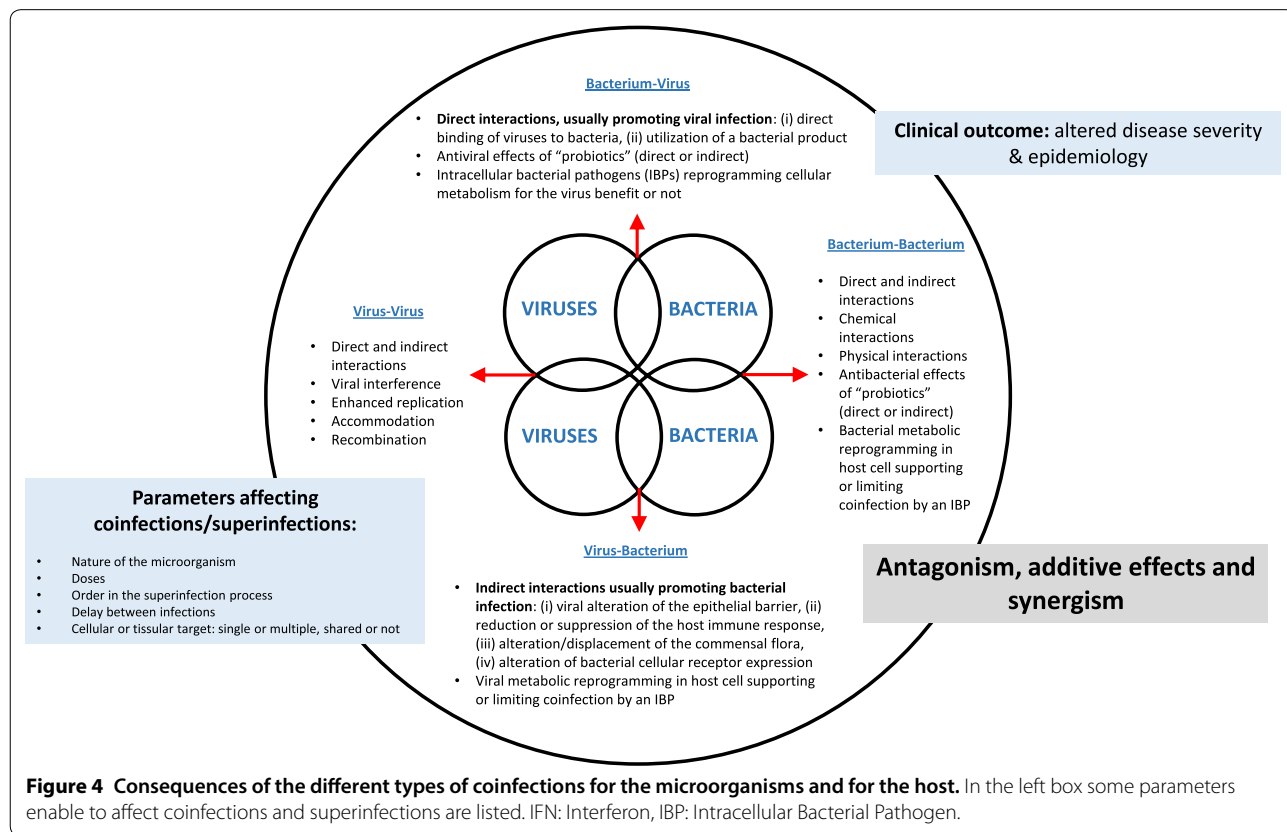 Bacterium-Virus
• Direct interactions, usually promoting viral infection: (i) direct
binding of viruses to bacteria, (ii) utilization of a bacterial product
• Antiviral effects of “probiotics” (direct or indirect)
• Intracellular bacterial pathogens (IBPs) reprogramming cellular
metabolism for the virus benefit or not
Clinical outcome: altered disease severity
& epidemiology
Virus-Virus
• Direct and indirect
interactions
• Viral interference
• Enhanced replication
• Accommodation
• Recombination
VIRUSES
BACTERIA
VIRUSES
BACTERIA
Bacterium-Bacterium
• Direct and indirect
interactions
• Chemical
interactions
• Physical interactions
• Antibacterial effects
of “probiotics”
(direct or indirect)
• Bacterial metabolic
reprogramming in
host cell supporting
or limiting
coinfection by an IBP
Parameters affecting
coinfections/superinfections:
• Nature of the microorganism
• Doses
• Order in the superinfection process
• Delay between infections
• Cellular or tissular target: single or multiple, shared or not
Virus-Bacterium
• Indirect interactions usually promoting bacterial
infection: (i) viral alteration of the epithelial barrier, (ii)
reduction or suppression of the host immune response,
(iii) alteration/displacement of the commensal flora,
(iv) alteration of bacterial cellular receptor expression
• Viral metabolic reprogramming in host cell supporting
or limiting coinfection by an IBP
Antagonism, additive effects and
synergism
Figure 4 Consequences of the different types of coinfections for the microorganisms and for the host. In the left box some parameters
enable to affect coinfections and superinfections are listed. IFN: Interferon, IBP: Intracellular Bacterial Pathogen.